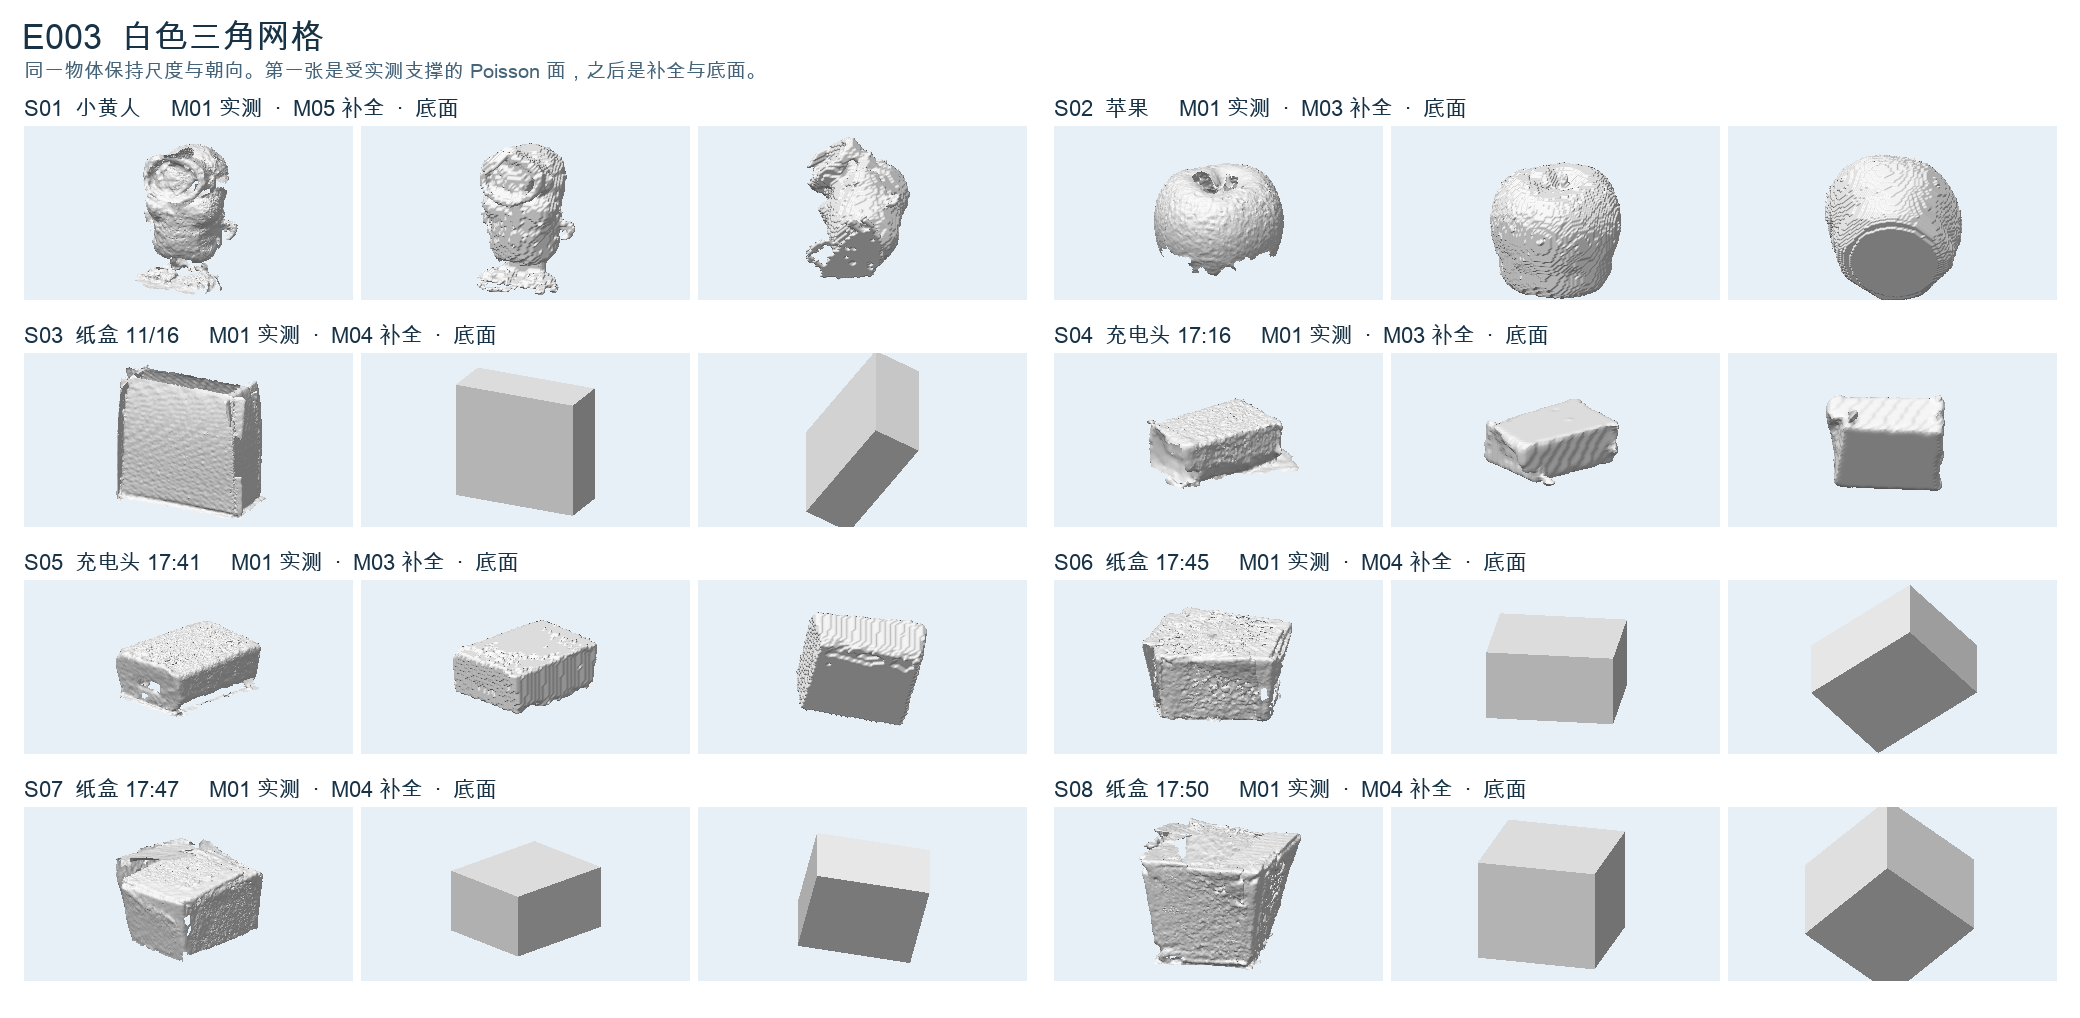 E003 白色三角网格
同一物体保持尺度与朝向。第一张是受实测支撑的 Poisson 面，之后是补全与底面。
S01 小黄人 M01 实测 · M05 补全 · 底面
S02 苹果 M01 实测 · M03 补全 · 底面
S03 纸盒 11/16 M01 实测 · M04 补全 · 底面
S04 充电头 17:16 M01 实测 · M03 补全 · 底面
S05 充电头 17:41 M01 实测 · M03 补全 · 底面
S06 纸盒 17:45 M01 实测 · M04 补全 · 底面
S07 纸盒 17:47 M01 实测 · M04 补全 · 底面
S08 纸盒 17:50 M01 实测 · M04 补全 · 底面